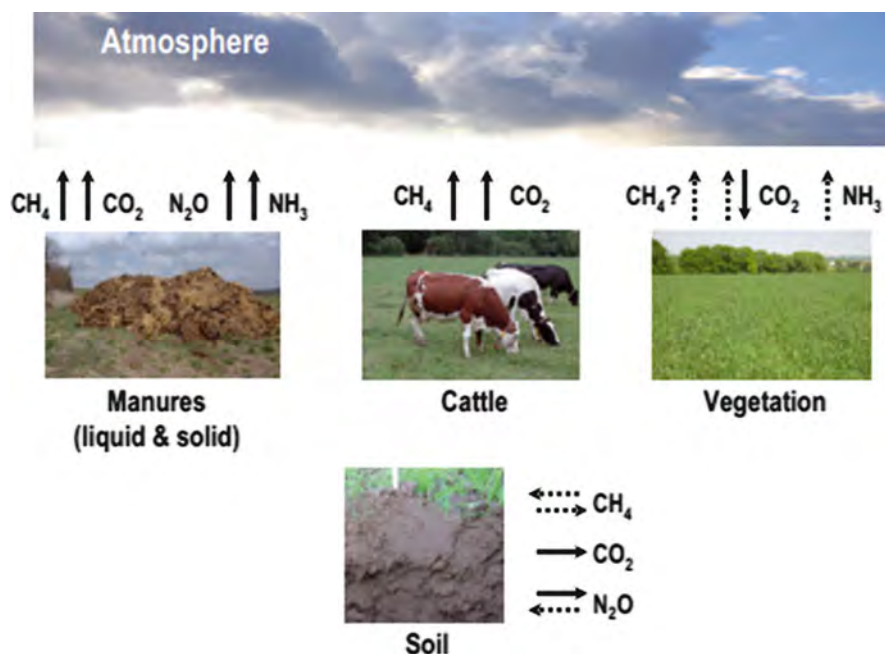 Atmosphere
CH₄ CO₂ N₂O NH₃
CH₄ CO₂
CH₄? CO₂ NH₃
Manures
(liquid & solid)
Cattle
Vegetation
CH₄
CO₂
N₂O
Soil